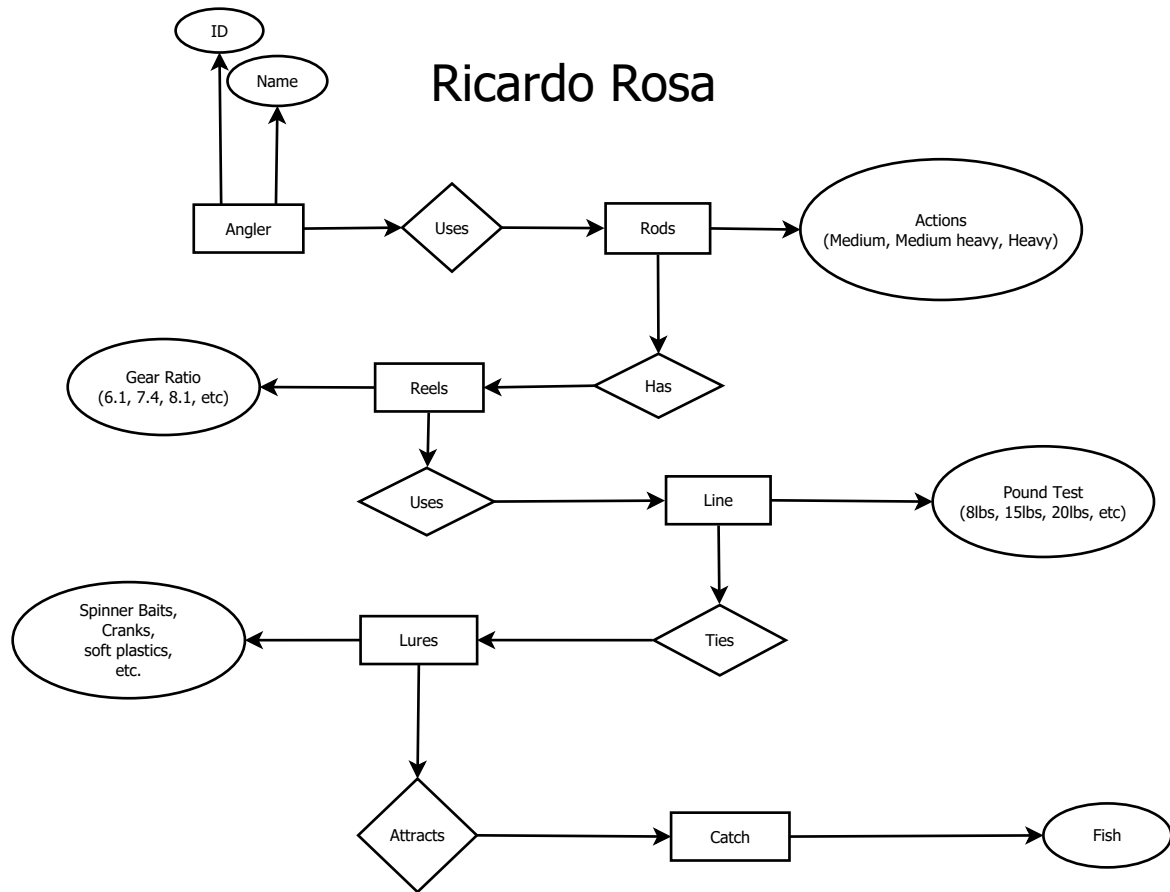 ID
Name
Ricardo Rosa
Angler
Uses
Rods
Actions
(Medium, Medium heavy, Heavy)
Gear Ratio
(6.1, 7.4, 8.1, etc)
Reels
Has
Uses
Line
Pound Test
(8lbs, 15lbs, 20lbs, etc)
Spinner Baits,
Cranks,
soft plastics,
etc.
Lures
Ties
Attracts
Catch
Fish